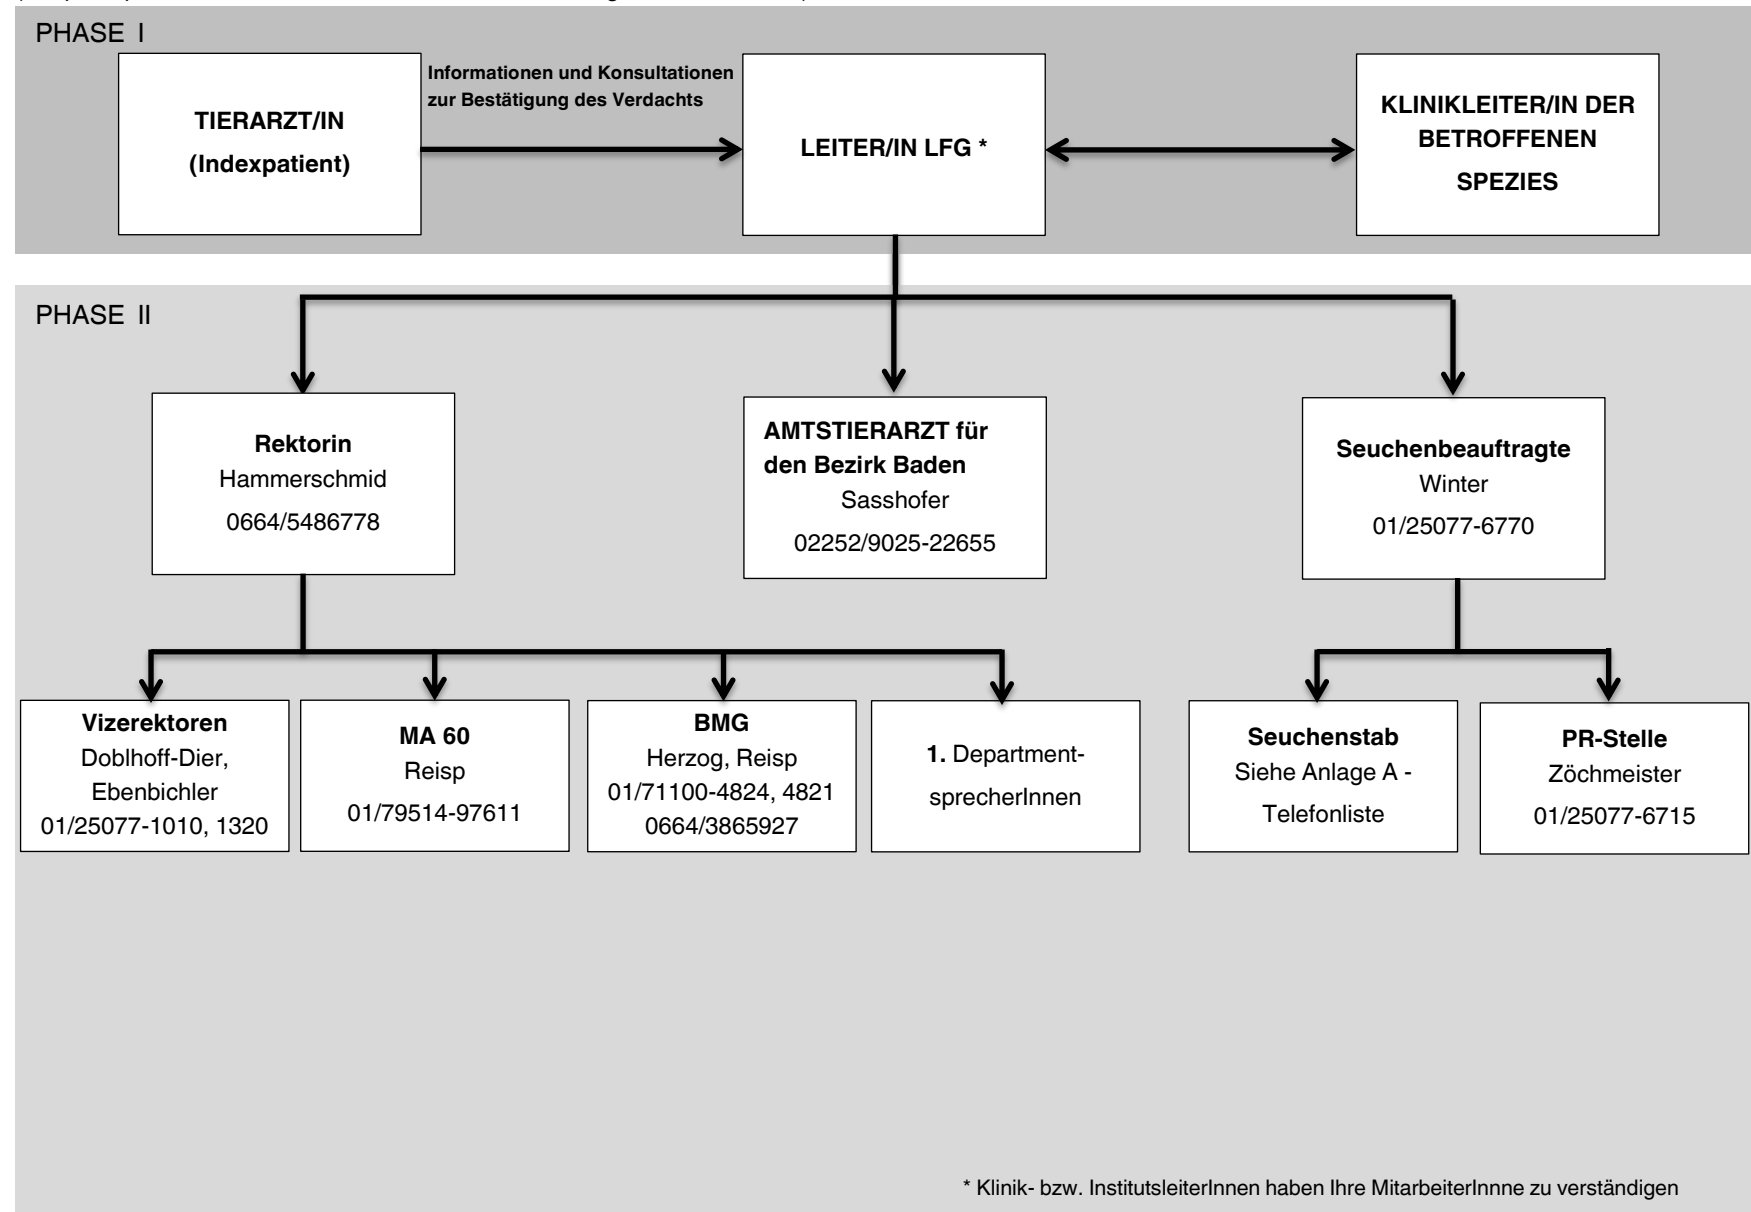 PHASE I
TIERARZT/IN
(Indexpatient)
Informationen und Konsultationen
zur Bestätigung des Verdachts
LEITER/IN LFG *
KLINIKLEITER/IN DER
BETROFFENEN
SPEZIES
PHASE II
Rektorin
Hammerschmid
0664/5486778
AMTSTIERARZT für
den Bezirk Baden
Sasshofer
02252/9025-22655
Seuchenbeauftragte
Winter
01/25077-6770
Vizerektoren
Doblhoff-Dier,
Ebenbichler
01/25077-1010, 1320
MA 60
Reisp
01/79514-97611
BMG
Herzog, Reisp
01/71100-4824, 4821
0664/3865927
1. Department-
sprecherInnen
Seuchenstab
Siehe Anlage A -
Telefonliste
PR-Stelle
Zöchmeister
01/25077-6715
* Klinik- bzw. InstitutsleiterInnen haben Ihre MitarbeiterInnne zu verständigen